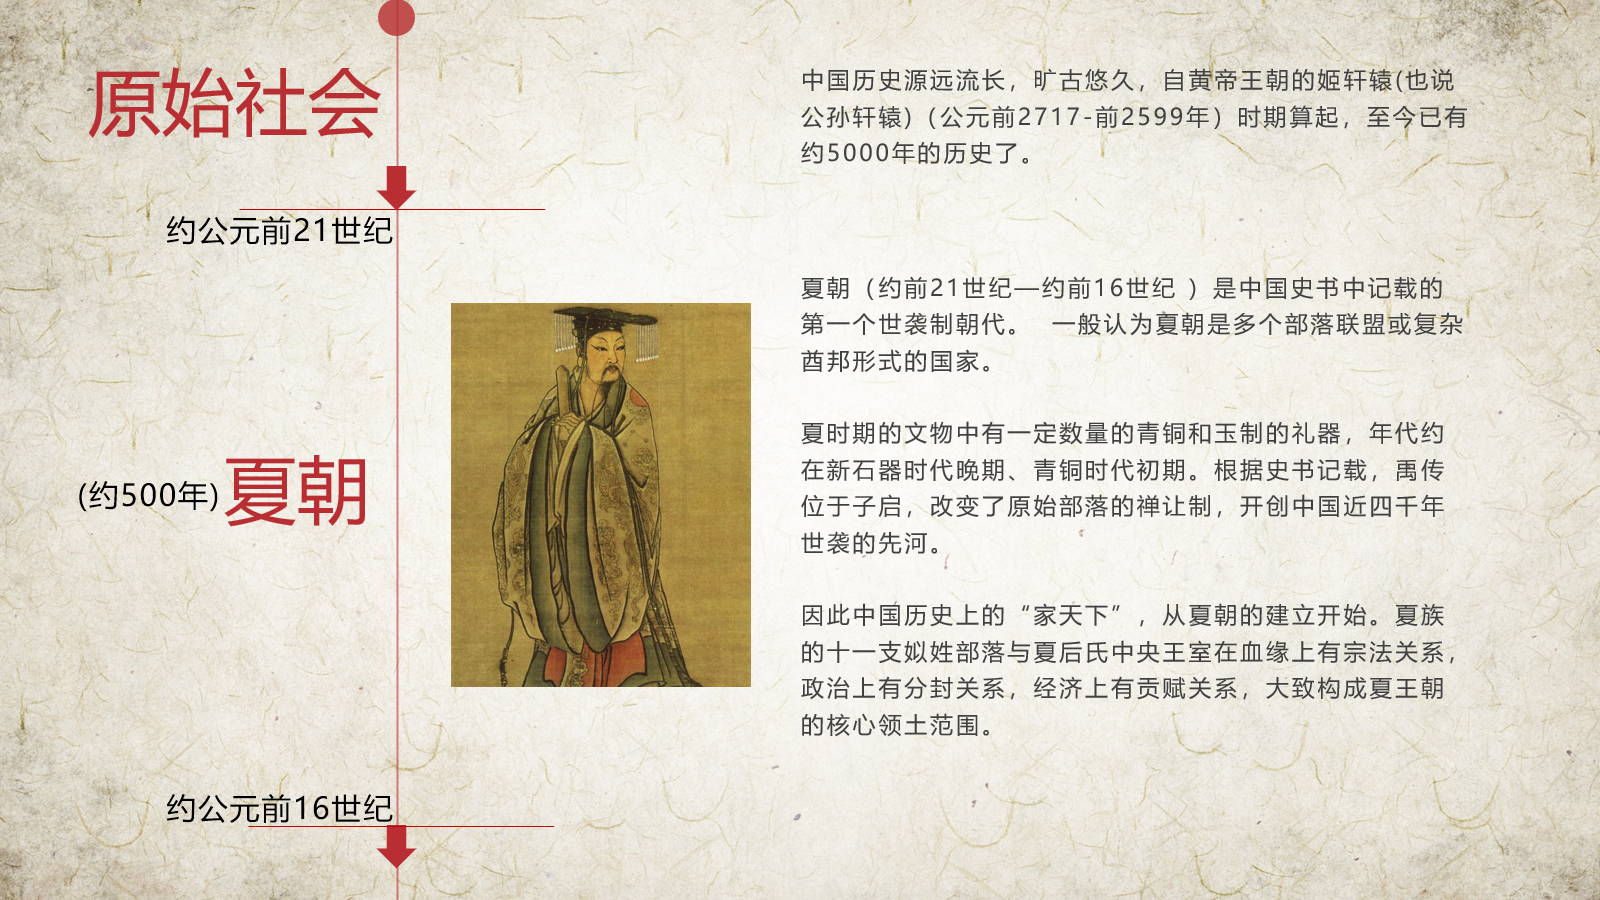 原始社会
约公元前21世纪
(约500年)
夏朝
约公元前16世纪
中国历史源远流长，旷古悠久，自黄帝王朝的姬轩辕(也说
公孙轩辕)（公元前2717-前2599年）时期算起，至今已有
约5000年的历史了。
夏朝（约前21世纪—约前16世纪 ）是中国史书中记载的
第一个世袭制朝代。　一般认为夏朝是多个部落联盟或复杂
酋邦形式的国家。
夏时期的文物中有一定数量的青铜和玉制的礼器，年代约
在新石器时代晚期、青铜时代初期。根据史书记载，禹传
位于子启，改变了原始部落的禅让制，开创中国近四千年
世袭的先河。
因此中国历史上的“家天下”，从夏朝的建立开始。夏族
的十一支姒姓部落与夏后氏中央王室在血缘上有宗法关系，
政治上有分封关系，经济上有贡赋关系，大致构成夏王朝
的核心领土范围。